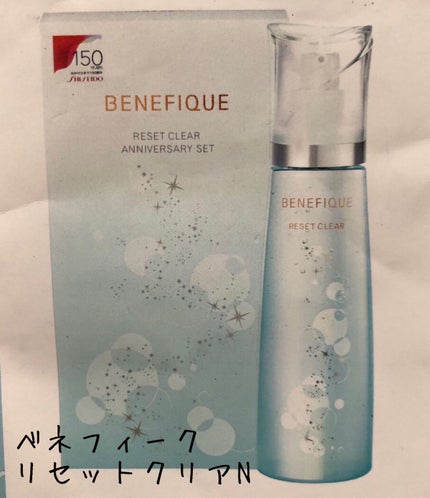 150
YEARS
SHISEIDO
BENEFIQUE
RESET CLEAR
ANNIVERSARY SET
BENEFIQUE
RESET CLEAR
ベネフィーク
リセットクリアN